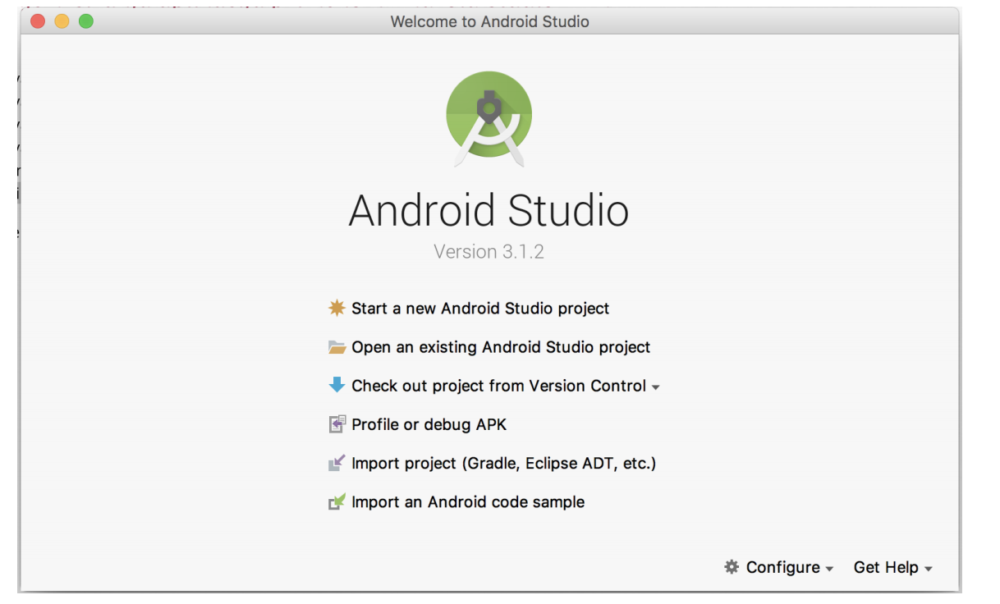 Welcome to Android Studio
Android Studio
Version 3.1.2
Start a new Android Studio project
Open an existing Android Studio project
Check out project from Version Control
Profile or debug APK
Import project (Gradle, Eclipse ADT, etc.)
Import an Android code sample
Configure Get Help